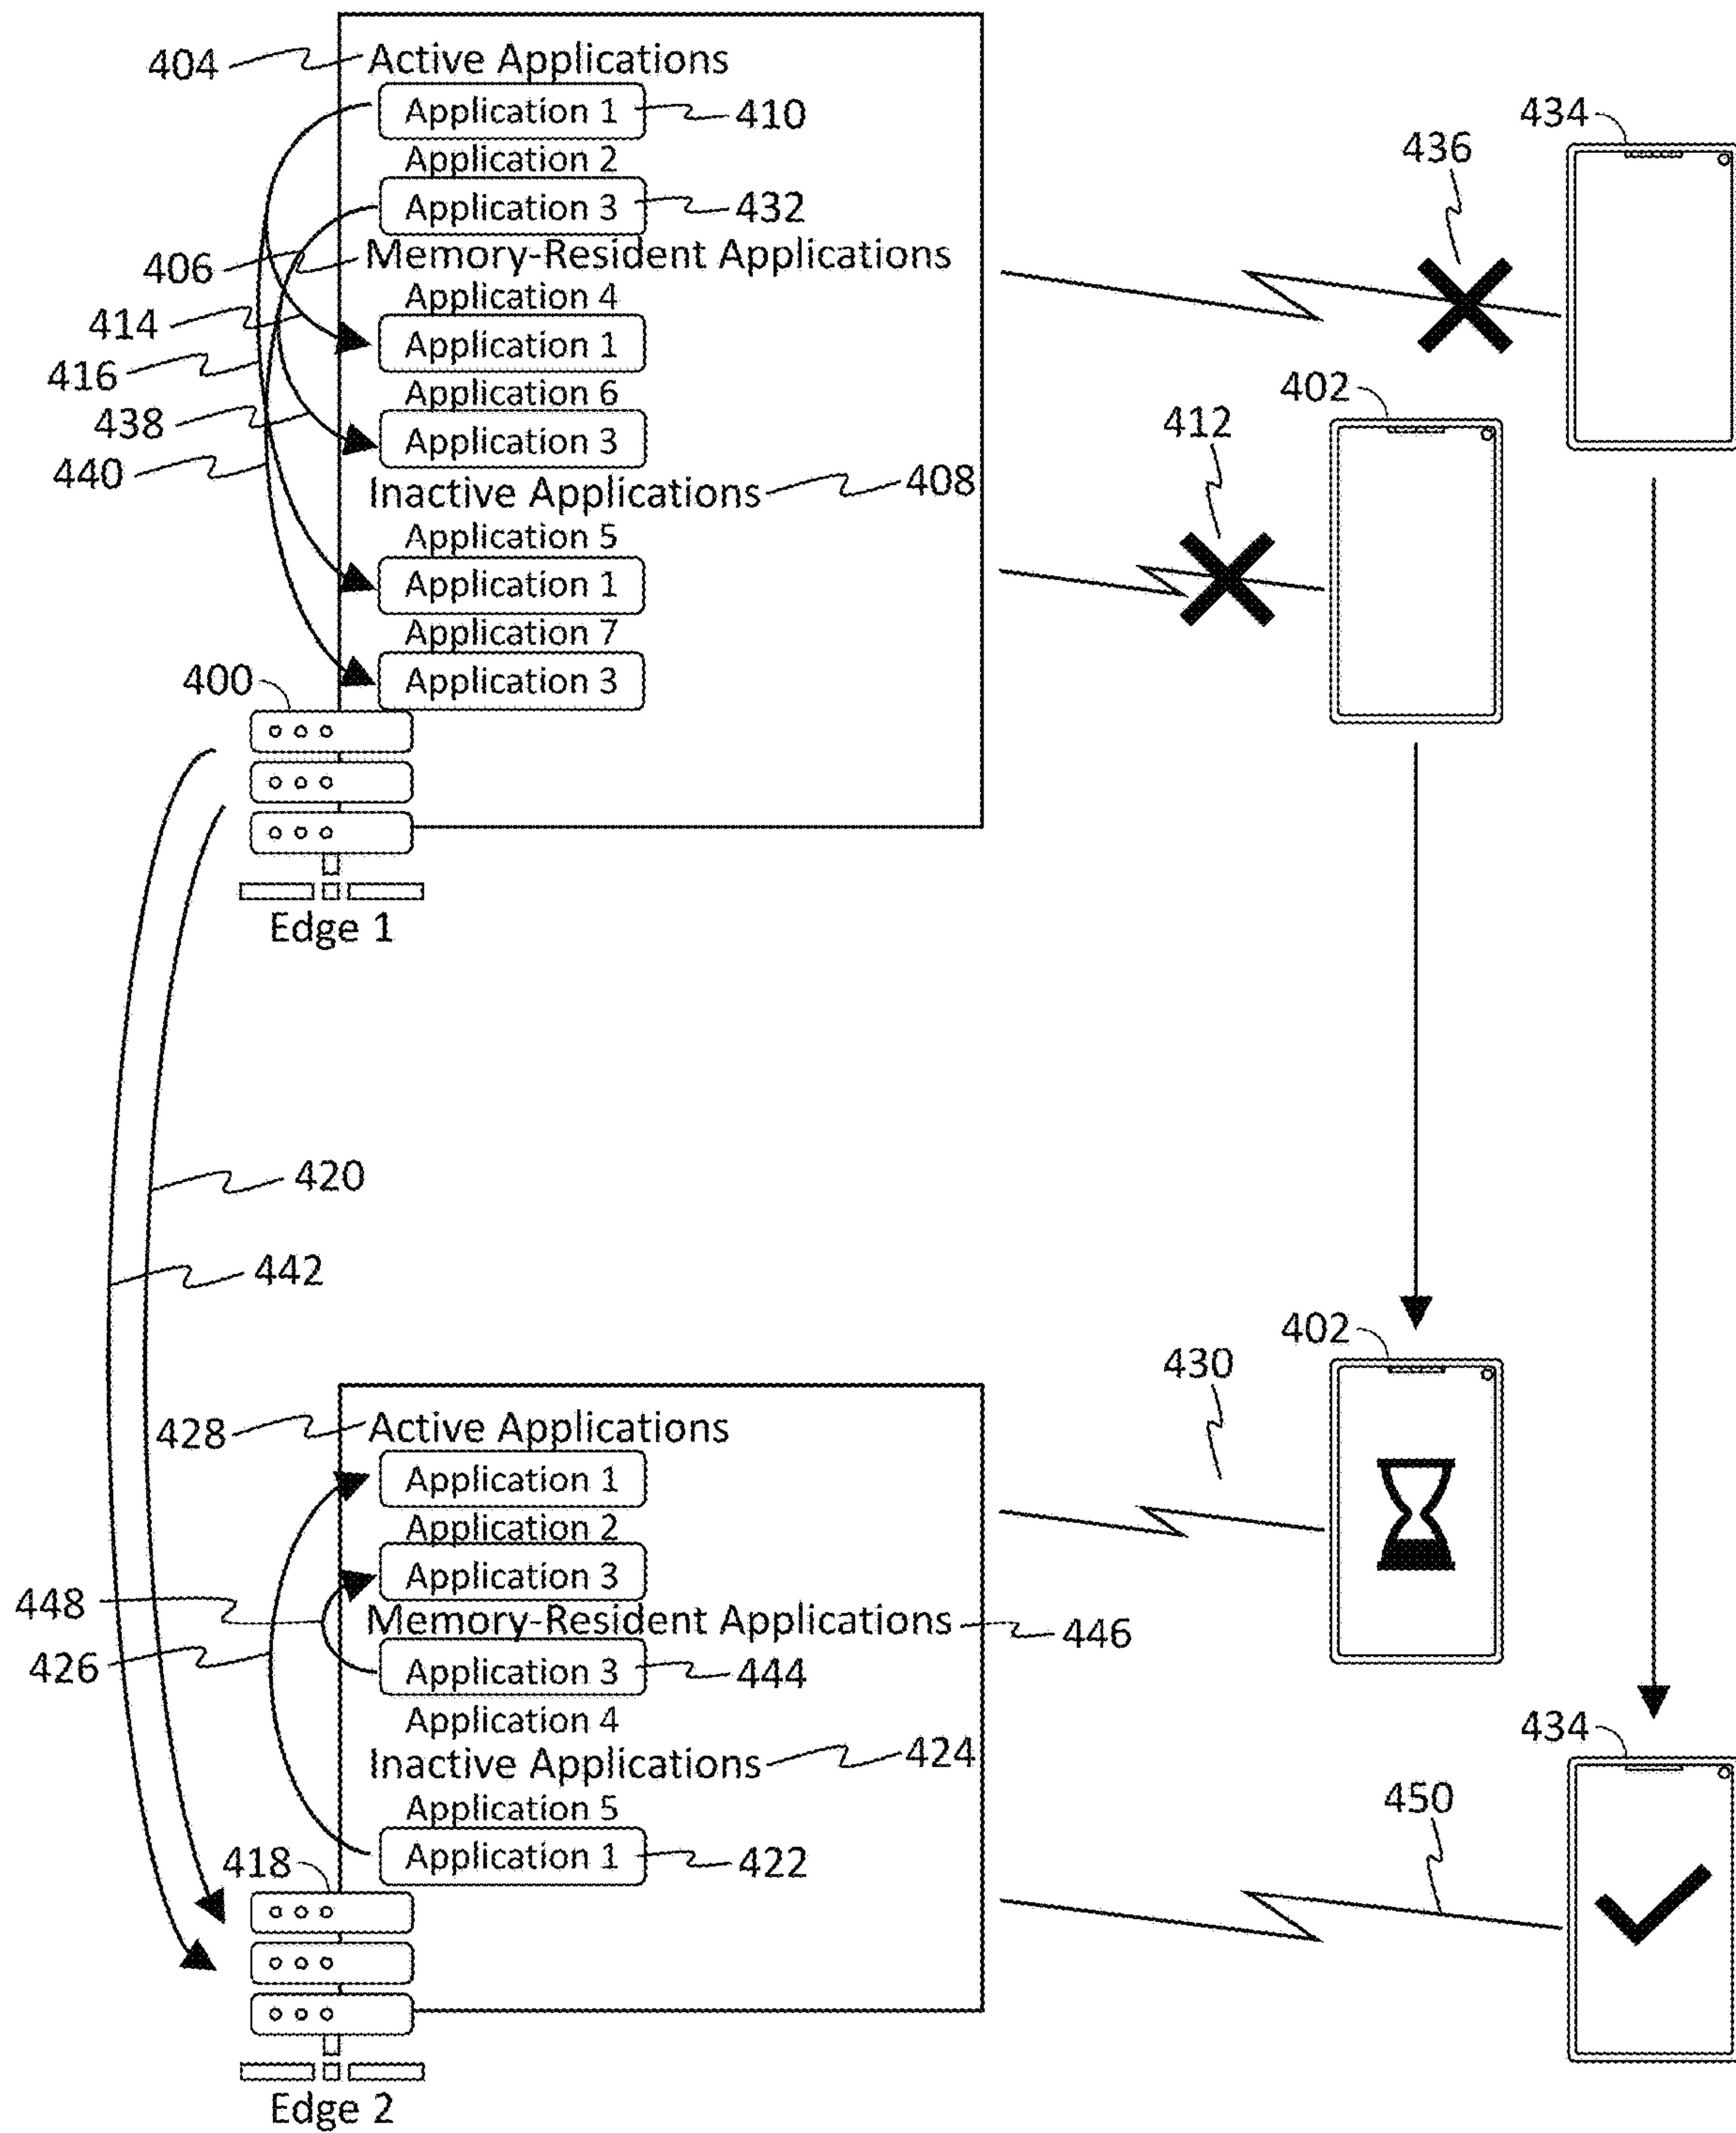 404 Active Applications
Application 1 410
434
Application 2
436
Application 3 432
406 Memory-Resident Applications
Application 4
414
Application 1
416
402
Application 6
412
438
Application 3
440
Inactive Applications 408
Application 5
Application 1
Application 7
400
Application 3
Edge 1
420
442
402
430
428 Active Applications
Application 1
Application 2
Application 3
448
Memory-Resident Applications 446
426
Application 3 444
Application 4
434
Inactive Applications 424
450
Application 5
418
Application 1 422
Edge 2